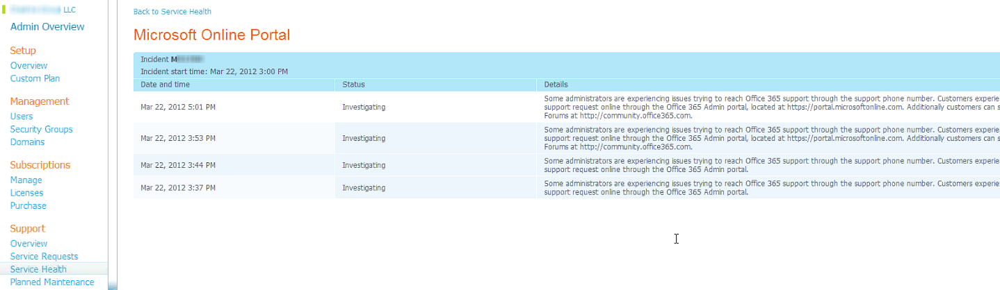 LLC
Admin Overview
Setup
Overview
Custom Plan
Management
Users
Security Groups
Domains
Subscriptions
Manage
Licenses
Purchase
Support
Overview
Service Requests
Service Health
Planned Maintenance
Back to Service Health
Microsoft Online Portal
Incident M
Incident start time: Mar 22, 2012 3:00 PM
Date and time Status Details
Mar 22, 2012 5:01 PM Investigating Some administrators are experiencing issues trying to reach Office 365 support through the support phone number. Customers experie
support request online through the Office 365 Admin portal, located at https://portal.microsoftonline.com. Additionally customers can s
Forums at http://community.office365.com.
Mar 22, 2012 3:53 PM Investigating Some administrators are experiencing issues trying to reach Office 365 support through the support phone number. Customers experie
support request online through the Office 365 Admin portal, located at https://portal.microsoftonline.com. Additionally customers can s
Forums at http://community.office365.com.
Mar 22, 2012 3:44 PM Investigating Some administrators are experiencing issues trying to reach Office 365 support through the support phone number. Customers experie
support request online through the Office 365 Admin portal.
Mar 22, 2012 3:37 PM Investigating Some administrators are experiencing issues trying to reach Office 365 support through the support phone number. Customers experie
support request online through the Office 365 Admin portal.